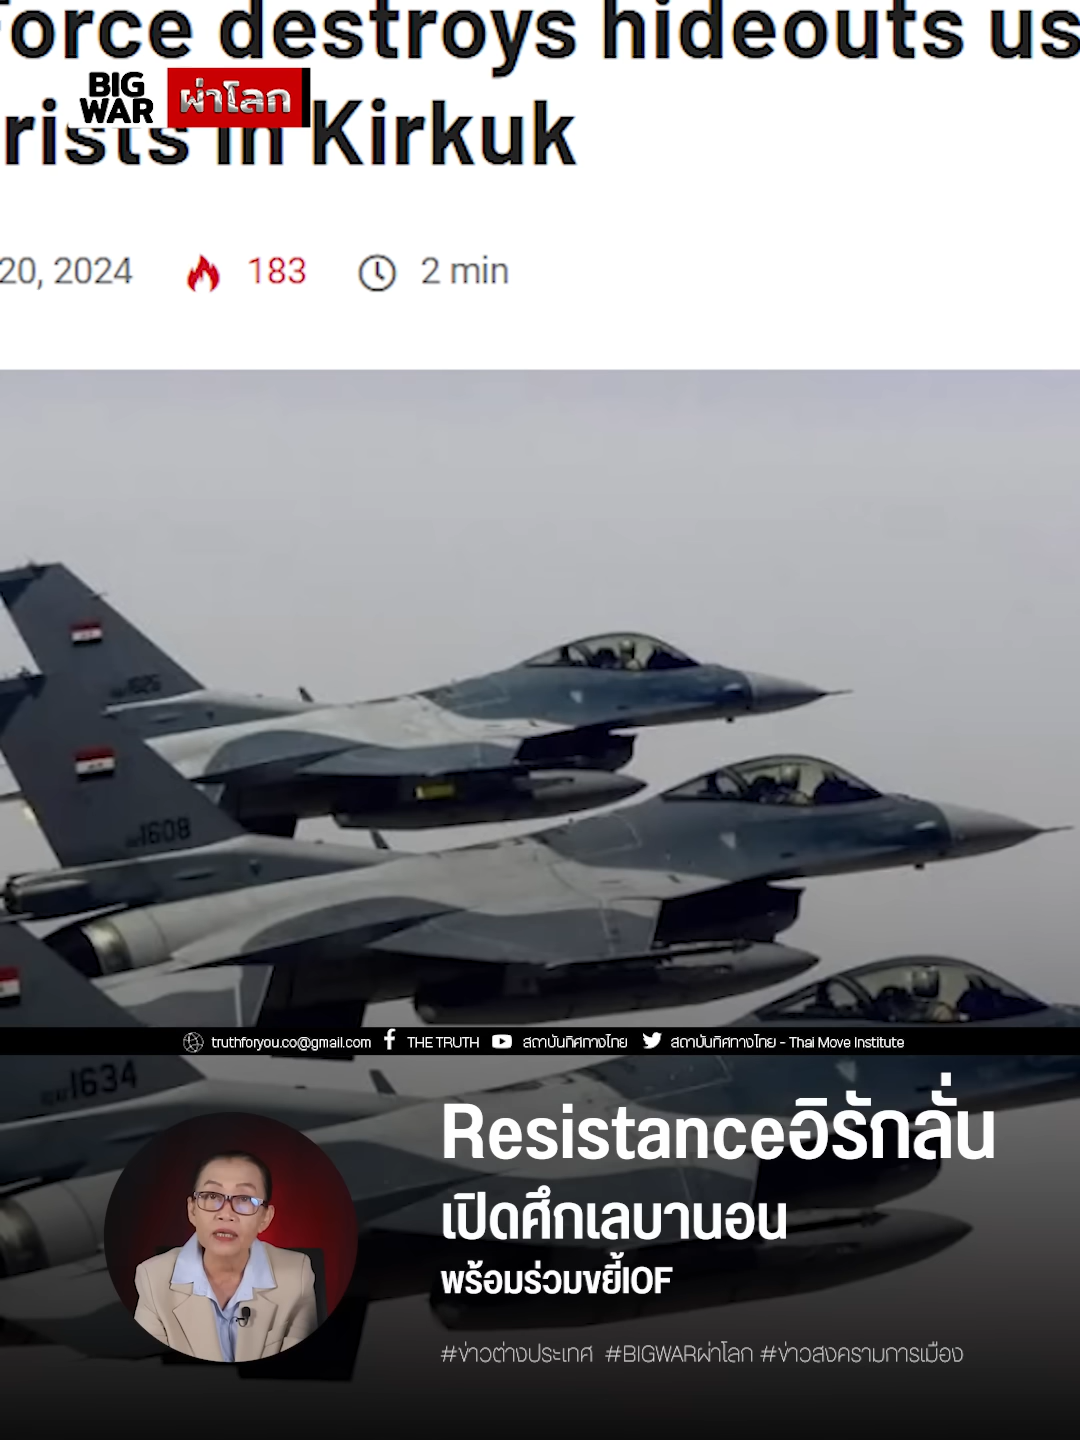 Force destroys hideouts us
BIG
WAR
ผ่าโลก
rists in Kirkuk
20, 2024 183 2 min
1625
1608
truthforyou.co@gmail.com THE TRUTH สถาบันทิศทางไทย สถาบันทิศทางไทย - Thai Move Institute
1634
Resistanceอิรักลั่น
เปิดศึกเลบานอน
พร้อมร่วมขยี้IOF
#ข่าวต่างประเทศ #BIGWARผ่าโลก #ข่าวสงครามการเมือง